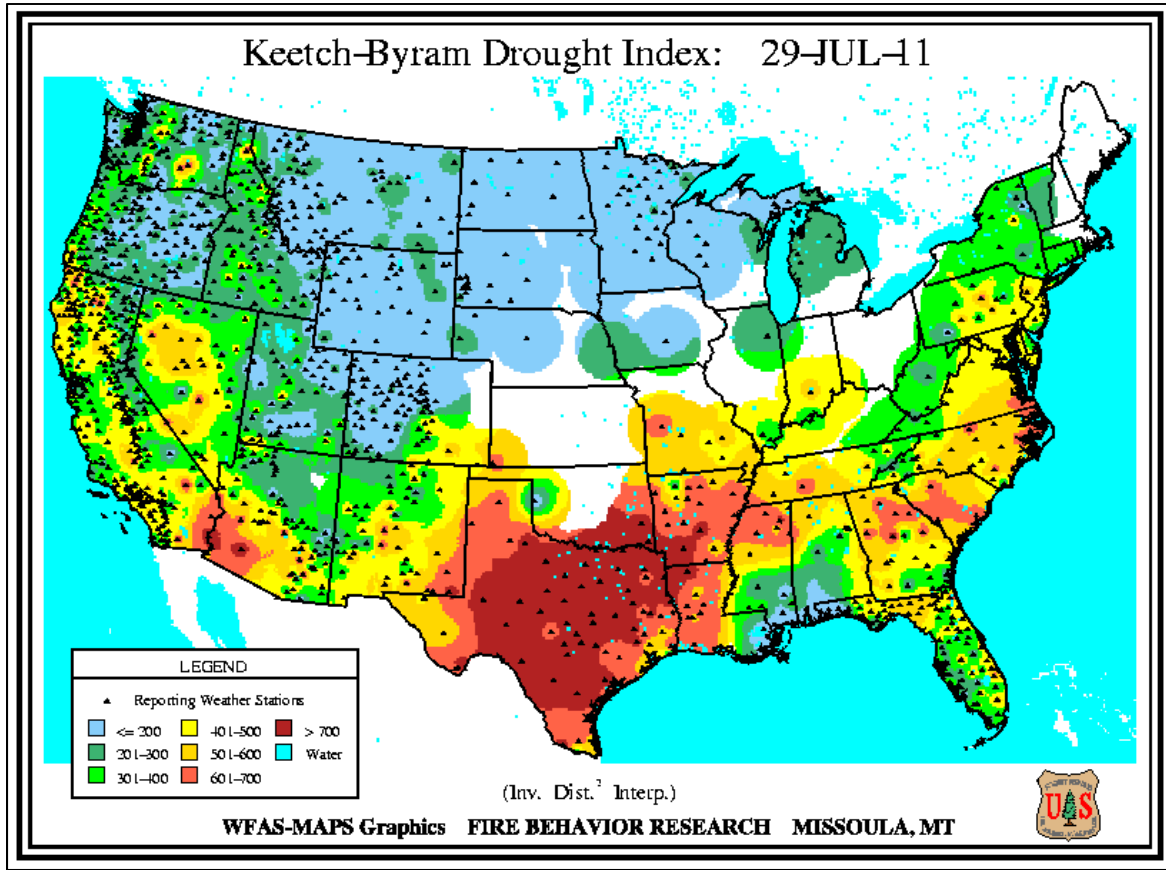 Keetch-Byram Drought Index: 29-JUL-11
LEGEND
Reporting Weather Stations
<= 200
401-500
> 700
201-300
501-600
Water
301-400
601-700
(Inv. Dist.² Interp.)
WFAS-MAPS Graphics FIRE BEHAVIOR RESEARCH MISSOULA, MT
U S